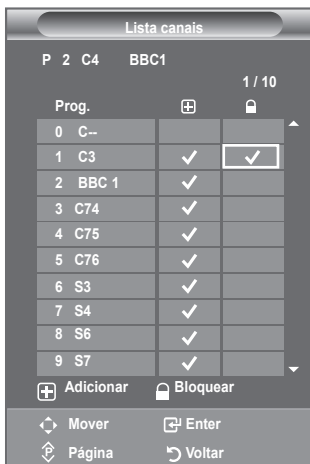 Lista canais
P 2 C4 BBC1
1 / 10
Prog.
0 C--
1 C3
2 BBC 1
3 C74
4 C75
5 C76
6 S3
7 S4
8 S6
9 S7
Adicionar Bloquear
Mover Enter
P Página Voltar